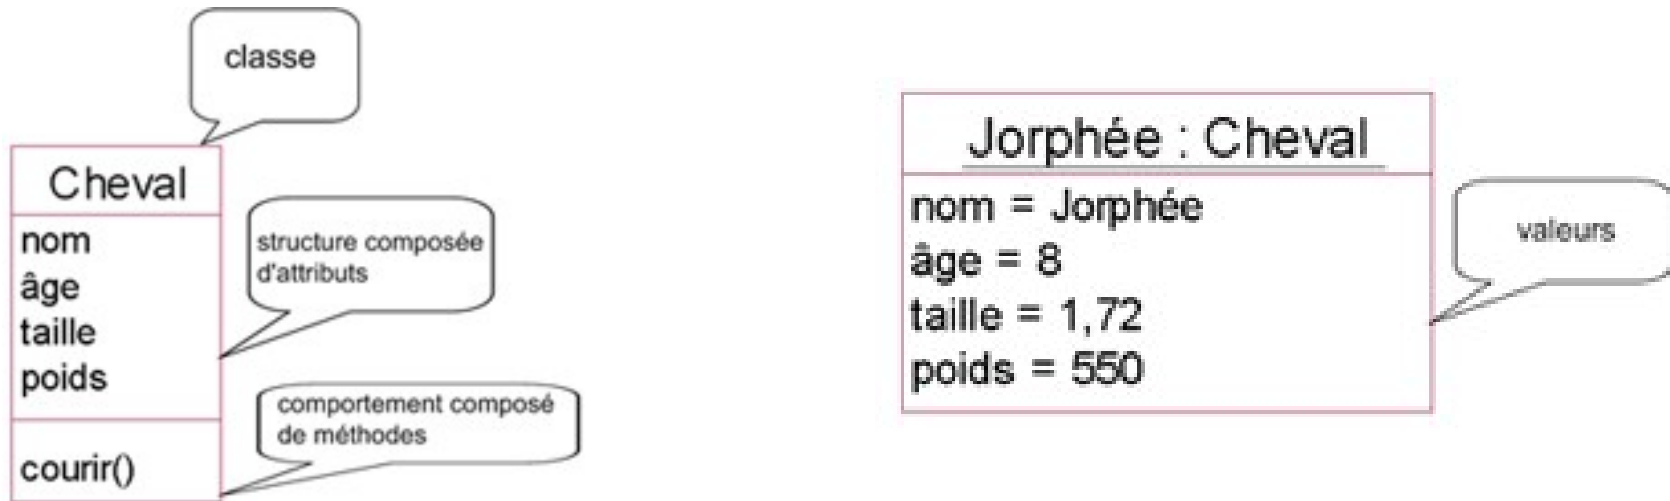 classe
Cheval
nom
âge
taille
poids
courir()
structure composée
d'attributs
comportement composé
de méthodes
Jorphée : Cheval
nom = Jorphée
âge = 8
taille = 1,72
poids = 550
valeurs